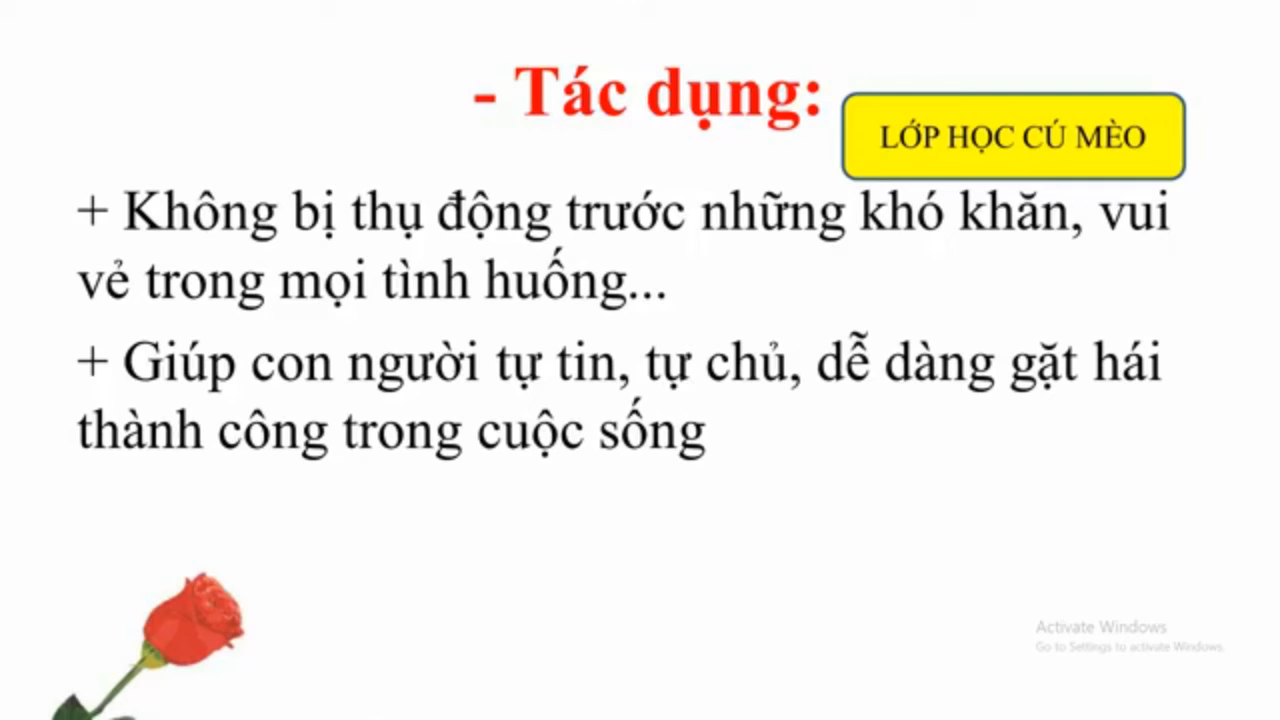 - Tác dụng:
LỚP HỌC CÚ MÈO
+ Không bị thụ động trước những khó khăn, vui
vẻ trong mọi tình huống...
+ Giúp con người tự tin, tự chủ, dễ dàng gặt hái
thành công trong cuộc sống
Activate Windows
Go to Settings to activate Windows.